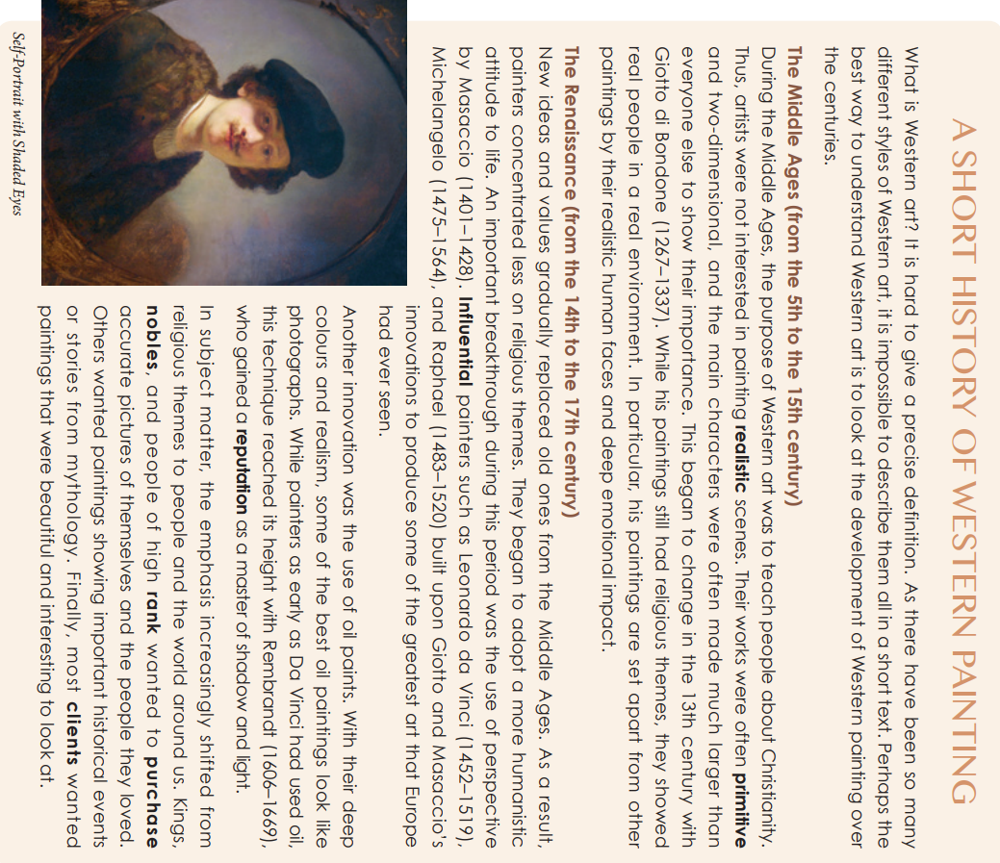 A SHORT HISTORY OF WESTERN PAINTING
What is Western art? It is hard to give a precise definition. As there have been so many
different styles of Western art, it is impossible to describe them all in a short text. Perhaps the
best way to understand Western art is to look at the development of Western painting over
the centuries.
The Middle Ages (from the 5th to the 15th century)
During the Middle Ages, the purpose of Western art was to teach people about Christianity.
Thus, artists were not interested in painting realistic scenes. Their works were often primitive
and two-dimensional, and the main characters were often made much larger than
everyone else to show their importance. This began to change in the 13th century with
Giotto di Bondone (1267–1337). While his paintings still had religious themes, they showed
real people in a real environment. In particular, his paintings are set apart from other
paintings by their realistic human faces and deep emotional impact.
The Renaissance (from the 14th to the 17th century)
New ideas and values gradually replaced old ones from the Middle Ages. As a result,
painters concentrated less on religious themes. They began to adopt a more humanistic
attitude to life. An important breakthrough during this period was the use of perspective
by Masaccio (1401–1428). Influential painters such as Leonardo da Vinci (1452–1519),
Michelangelo (1475–1564), and Raphael (1483–1520) built upon Giotto and Masaccio's
innovations to produce some of the greatest art that Europe
had ever seen.
Another innovation was the use of oil paints. With their deep
colours and realism, some of the best oil paintings look like
photographs. While painters as early as Da Vinci had used oil,
this technique reached its height with Rembrandt (1606–1669),
who gained a reputation as a master of shadow and light.
In subject matter, the emphasis increasingly shifted from
religious themes to people and the world around us. Kings,
nobles, and people of high rank wanted to purchase
accurate pictures of themselves and the people they loved.
Others wanted paintings showing important historical events
or stories from mythology. Finally, most clients wanted
paintings that were beautiful and interesting to look at.
Self-Portrait with Shaded Eyes